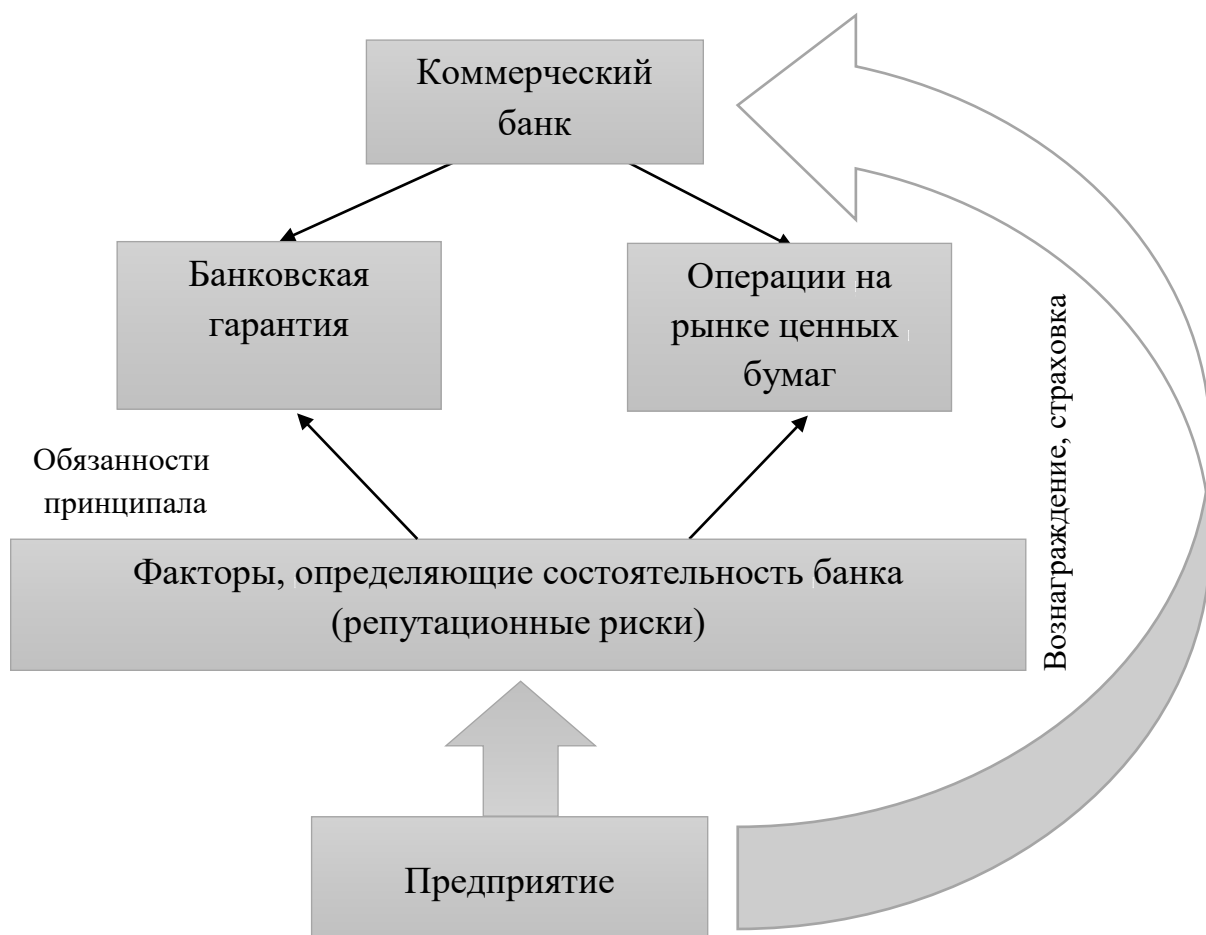 Коммерческий
банк
Банковская
гарантия
Операции на
рынке ценных
бумаг
Вознаграждение, страховка
Обязанности
принципала
Факторы, определяющие состоятельность банка
(репутационные риски)
Предприятие